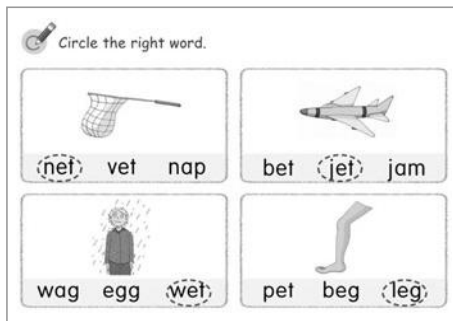 Circle the right word.
net vet nap
bet jet jam
wag egg wet
pet beg leg